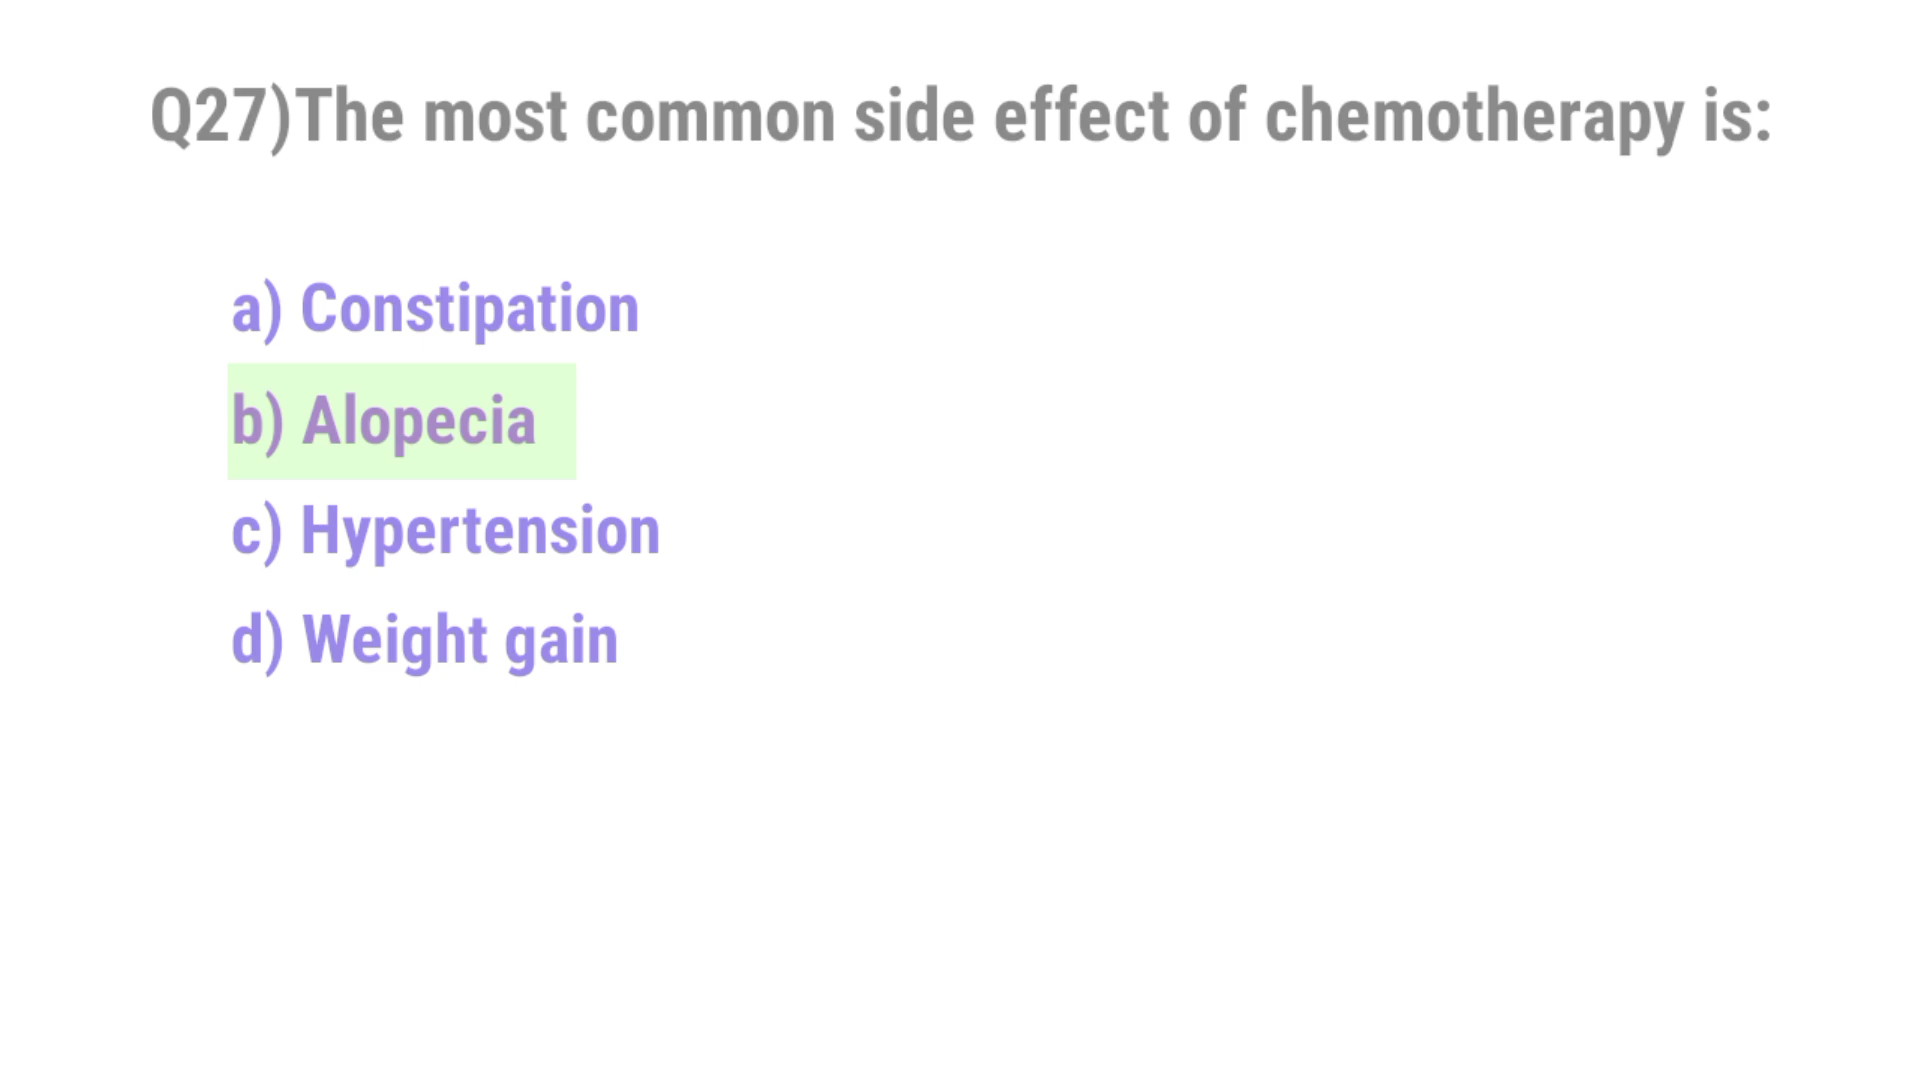 Q27)The most common side effect of chemotherapy is:
a) Constipation
b) Alopecia
c) Hypertension
d) Weight gain